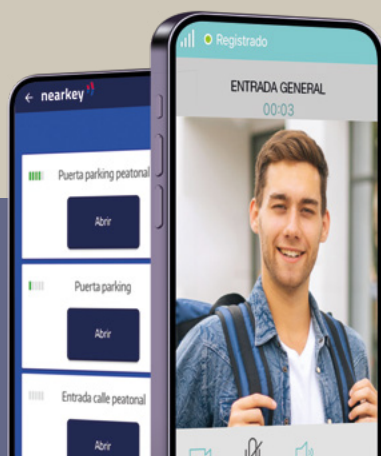 nearkey
Puerta parking peatonal
Abrir
Puerta parking
Abrir
Entrada calle peatonal
Abrir
Registrado
ENTRADA GENERAL
00:03